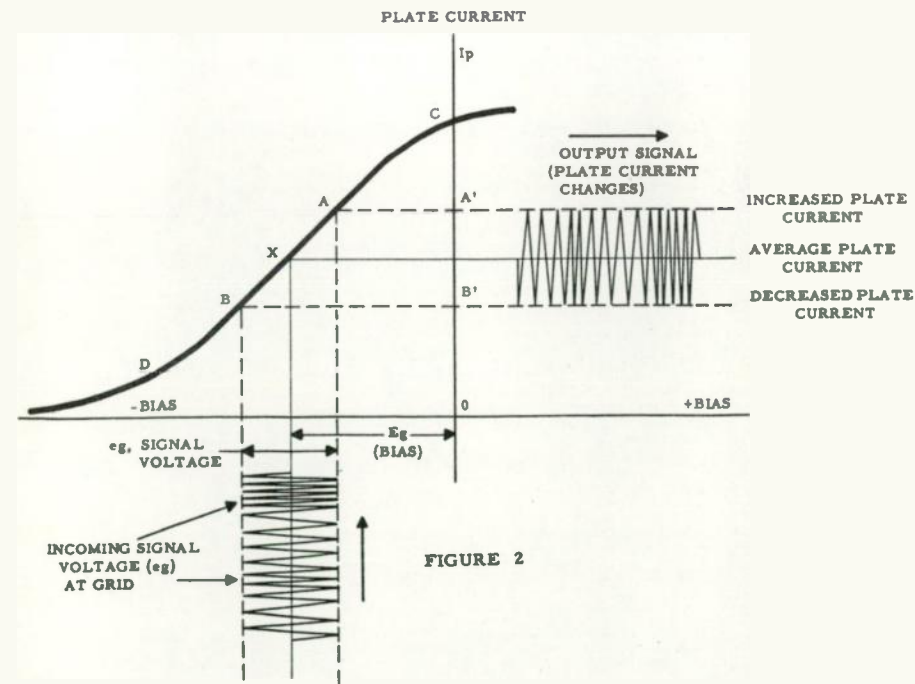 PLATE CURRENT
Ip
C
OUTPUT SIGNAL
(PLATE CURRENT
CHANGES)
A
A'
INCREASED PLATE
CURRENT
X
AVERAGE PLATE
CURRENT
B
B'
DECREASED PLATE
CURRENT
D
-BIAS
0
+BIAS
eg, SIGNAL
VOLTAGE
Eg
(BIAS)
INCOMING SIGNAL
VOLTAGE (eg)
AT GRID
FIGURE 2